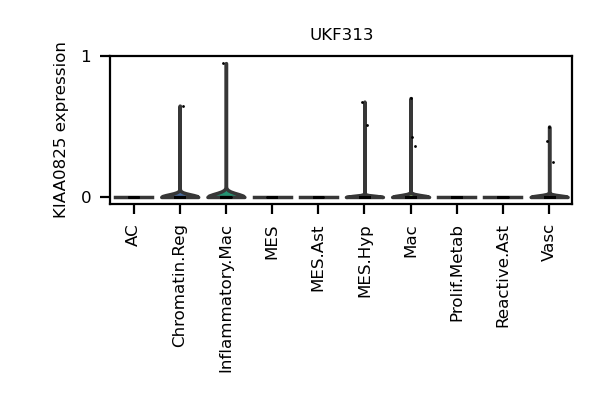 UKF313
KIAA0825 expression
1
0
AC
Chromatin.Reg
Inflammatory.Mac
MES
MES.Ast
MES.Hyp
Mac
Prolif.Metab
Reactive.Ast
Vasc